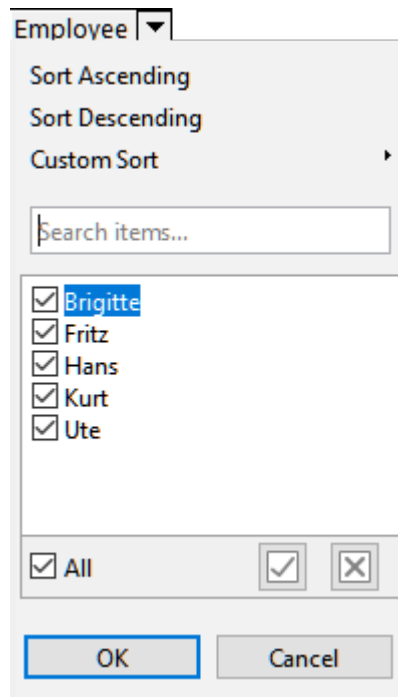 Employee
Sort Ascending
Sort Descending
Custom Sort
Search items...
Brigitte
Fritz
Hans
Kurt
Ute
All
OK
Cancel